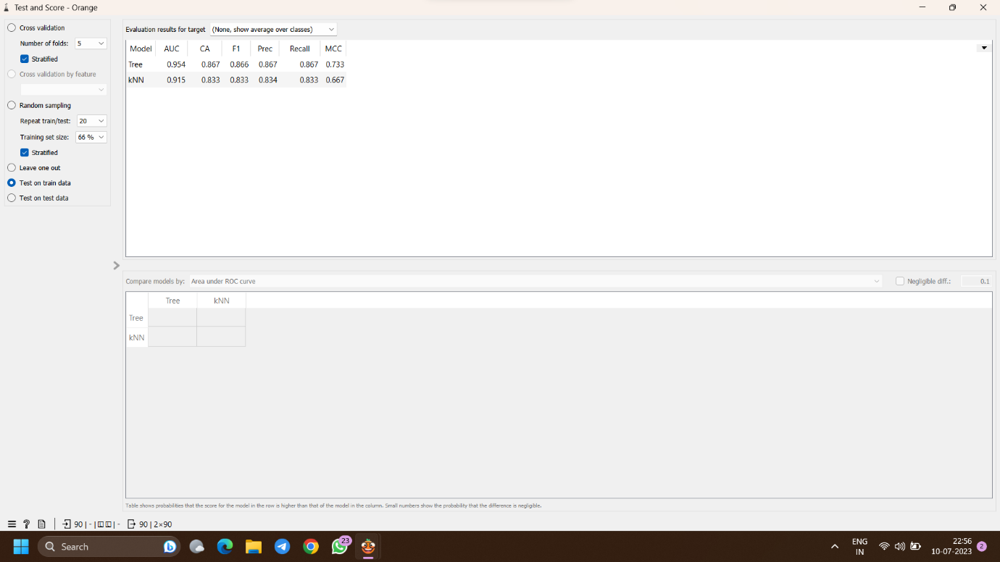 Test and Score - Orange
Cross validation
Number of folds: 5
Stratified
Cross validation by feature
Random sampling
Repeat train/test: 20
Training set size: 66 %
Stratified
Leave one out
Test on train data
Test on test data
Evaluation results for target (None, show average over classes)
Model AUC CA F1 Prec Recall MCC
Tree 0.954 0.867 0.866 0.867 0.867 0.733
kNN 0.915 0.833 0.833 0.834 0.833 0.667
Compare models by: Area under ROC curve Negligible diff.: 0.1
Tree kNN
Tree
kNN
Table shows probabilities that the score for the model in the row is higher than that of the model in the column. Small numbers show the probability that the difference is negligible.
90 | - | | - 90 | 2×90
Search
23
ENG
IN
22:56
10-07-2023
2